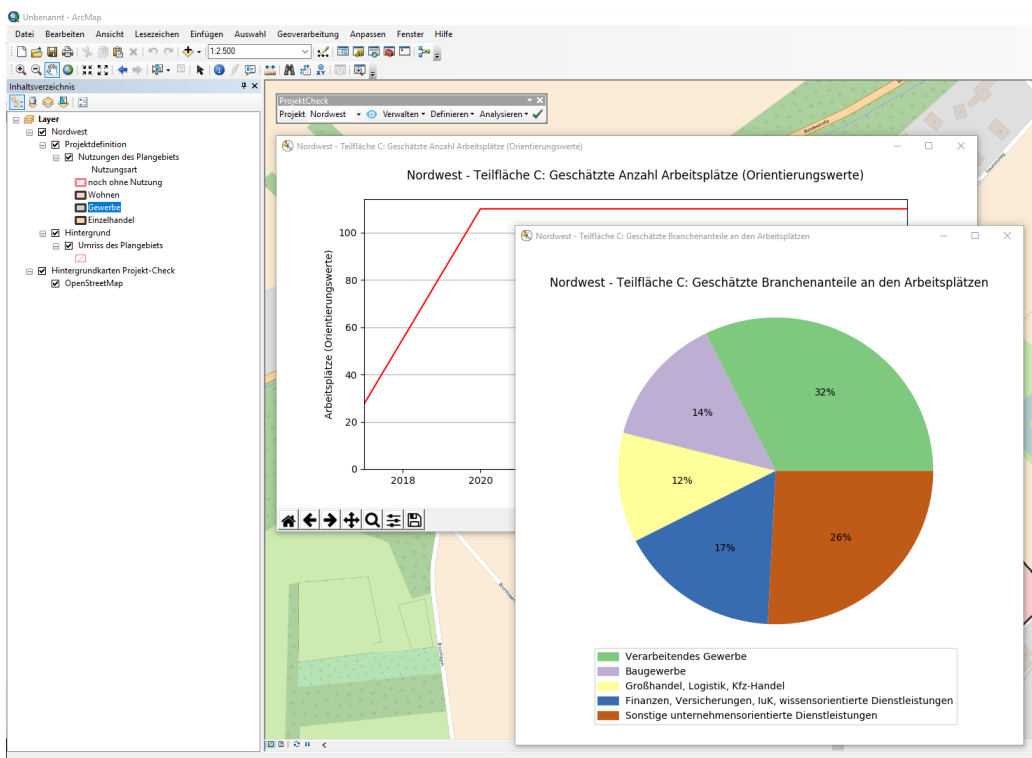 Unbenannt - ArcMap
Datei Bearbeiten Ansicht Lesezeichen Einfügen Auswahl Geoverarbeitung Anpassen Fenster Hilfe
1:2.500
Inhaltsverzeichnis
Layer
Nordwest
Projektdefinition
Nutzungen des Plangebiets
Nutzungsart
noch ohne Nutzung
Wohnen
Gewerbe
Einzelhandel
Hintergrund
Umriss des Plangebiets
Hintergrundkarten Projekt-Check
OpenStreetMap
ProjektCheck
Projekt Nordwest Verwalten Definieren Analysieren
Nordwest - Teilfläche C: Geschätzte Anzahl Arbeitsplätze (Orientierungswerte)
Nordwest - Teilfläche C: Geschätzte Anzahl Arbeitsplätze (Orientierungswerte)
Arbeitsplätze (Orientierungswerte)
100
80
60
40
20
0
2018 2020
Nordwest - Teilfläche C: Geschätzte Branchenanteile an den Arbeitsplätzen
Nordwest - Teilfläche C: Geschätzte Branchenanteile an den Arbeitsplätzen
32%
14%
12%
17%
26%
Verarbeitendes Gewerbe
Baugewerbe
Großhandel, Logistik, Kfz-Handel
Finanzen, Versicherungen, IuK, wissensorientierte Dienstleistungen
Sonstige unternehmensorientierte Dienstleistungen